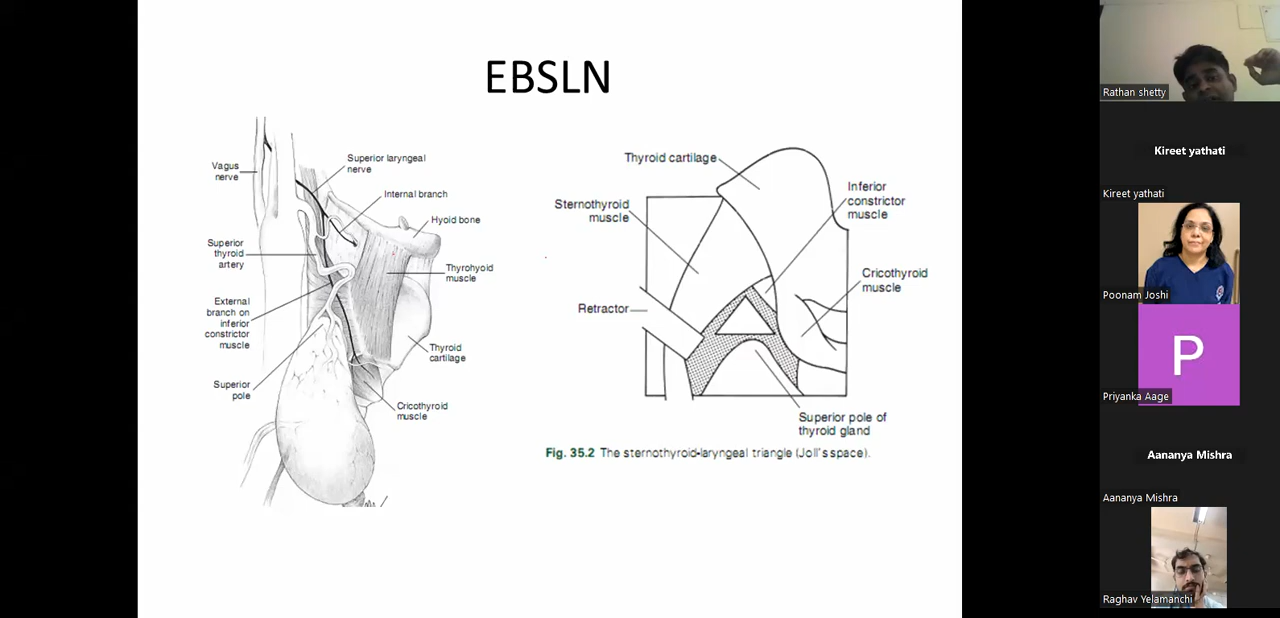 EBSLN
Vagus
nerve
Superior laryngeal
nerve
Internal branch
Hyoid bone
Superior
thyroid
artery
Thyrohyoid
muscle
External
branch on
inferior
constrictor
muscle
Thyroid
cartilage
Superior
pole
Cricothyroid
muscle
Thyroid cartilage
Sternothyroid
muscle
Inferior
constrictor
muscle
Cricothyroid
muscle
Retractor
Superior pole of
thyroid gland
Fig. 35.2 The sternothyroid-laryngeal triangle (Joll's space).
Rathan shetty
Kireet yathati
Kireet yathati
Poonam Joshi
P
Priyanka Aage
Aananya Mishra
Aananya Mishra
Raghav Yelamanchi